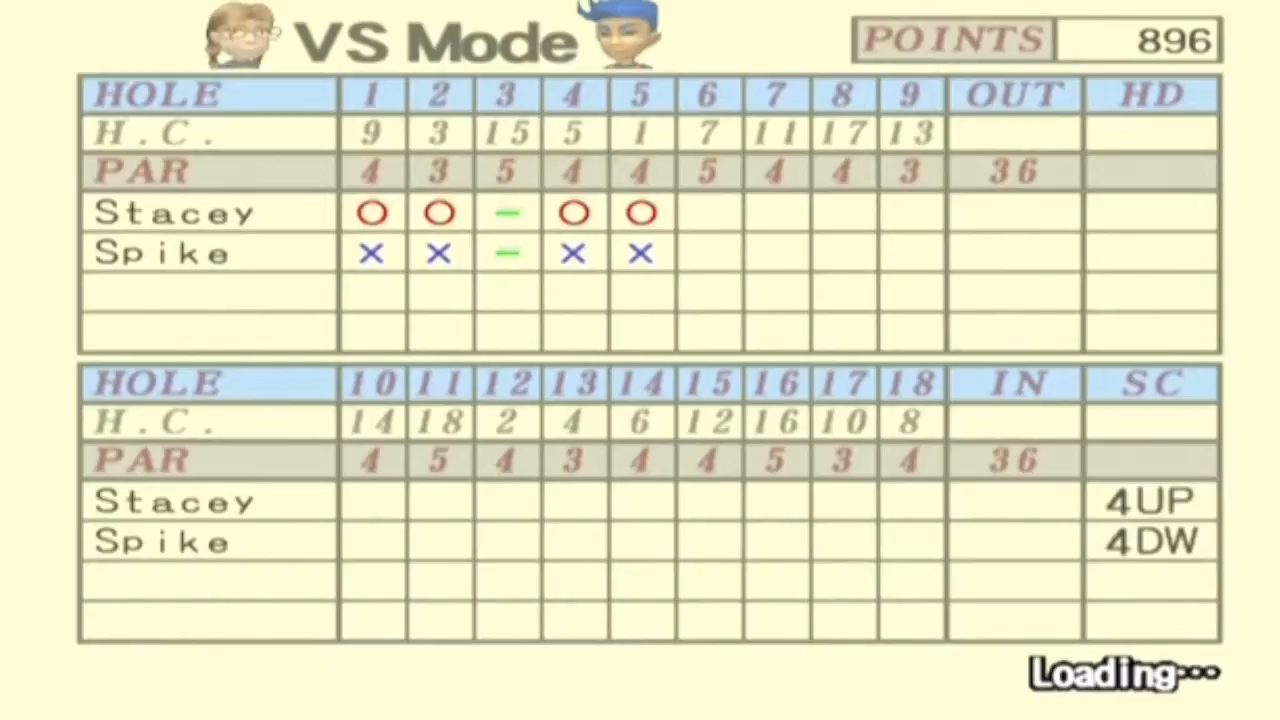 VS Mode POINTS 896
HOLE 1 2 3 4 5 6 7 8 9 OUT HD
H.C. 9 3 15 5 1 7 11 17 13
PAR 4 3 5 4 4 5 4 4 3 36
Stacey ○ ○ − ○ ○
Spike × × − × ×
HOLE 10 11 12 13 14 15 16 17 18 IN SC
H.C. 14 18 2 4 6 12 16 10 8
PAR 4 5 4 3 4 4 5 3 4 36
Stacey 4UP
Spike 4DW
Loading…